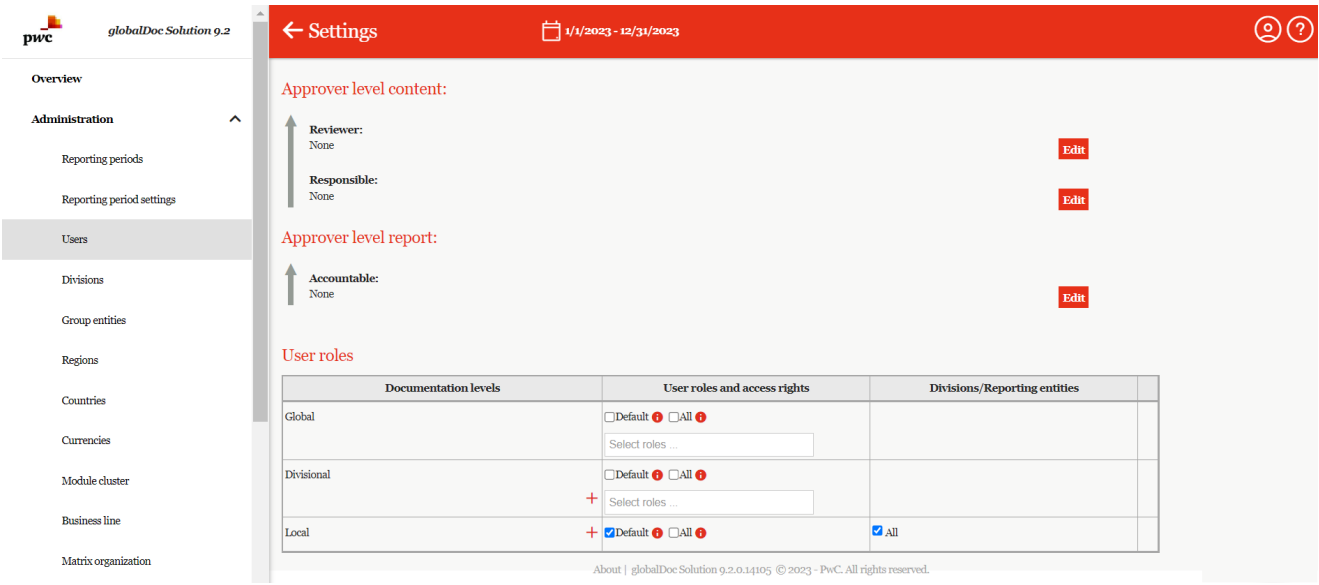 pwc
globalDoc Solution 9.2
Settings
1/1/2023 - 12/31/2023
?
Overview
Administration
Reporting periods
Reporting period settings
Users
Divisions
Group entities
Regions
Countries
Currencies
Module cluster
Business line
Matrix organization
Approver level content:
Reviewer:
None
Edit
Responsible:
None
Edit
Approver level report:
Accountable:
None
Edit
User roles
Documentation levels User roles and access rights Divisions/Reporting entities
Global Default i All i
Select roles ...
Divisional Default i All i
+ Select roles ...
Local + Default i All i All
About | globalDoc Solution 9.2.0.14105 © 2023 - PwC. All rights reserved.